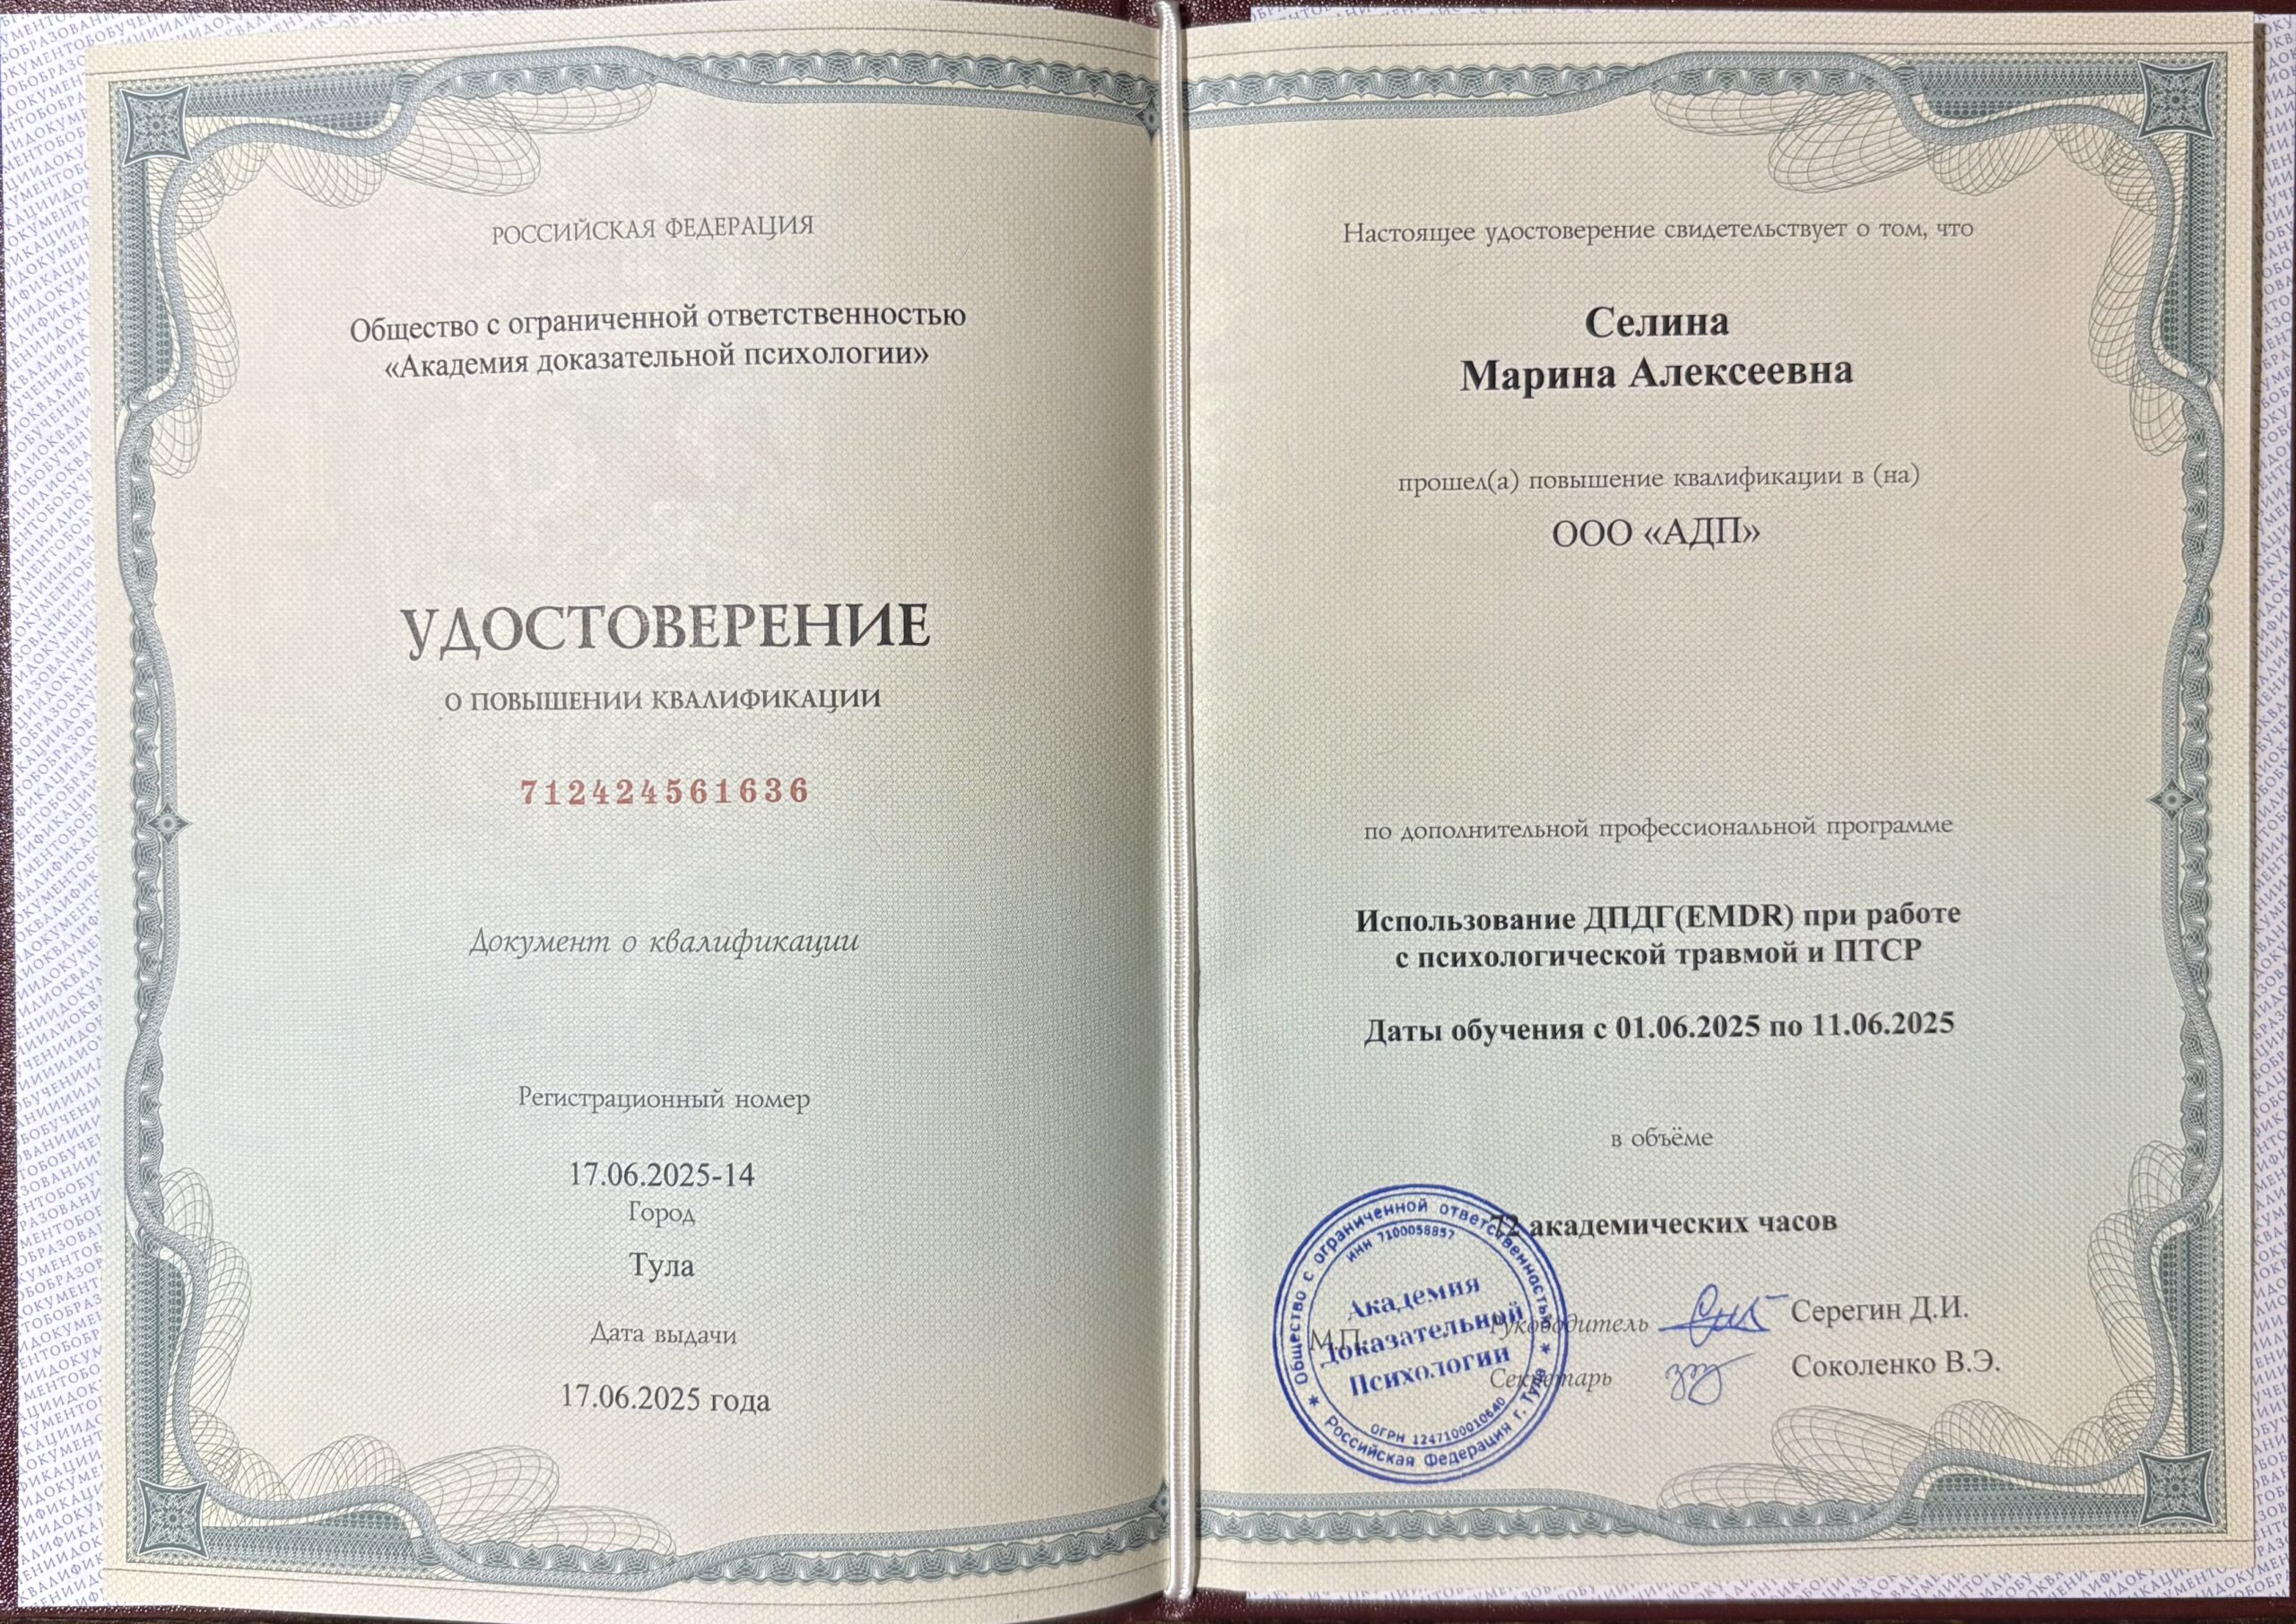 РОССИЙСКАЯ ФЕДЕРАЦИЯ
Общество с ограниченной ответственностью
«Академия доказательной психологии»
УДОСТОВЕРЕНИЕ
О ПОВЫШЕНИИ КВАЛИФИКАЦИИ
712424561636
Документ о квалификации
Регистрационный номер
17.06.2025-14
Город
Тула
Дата выдачи
17.06.2025 года
Настоящее удостоверение свидетельствует о том, что
Селина
Марина Алексеевна
прошел(а) повышение квалификации в (на)
ООО «АДП»
по дополнительной профессиональной программе
Использование ДПДГ(EMDR) при работе
с психологической травмой и ПТСР
Даты обучения с 01.06.2025 по 11.06.2025
в объёме
72 академических часов
М.П.
Руководитель
Серегин Д.И.
Секретарь
Соколенко В.Э.
Общество с ограниченной ответственностью
ИНН 7100058857
Академия
Доказательной
Психологии
ОГРН 1247100010640
Российская Федерация г. Тула